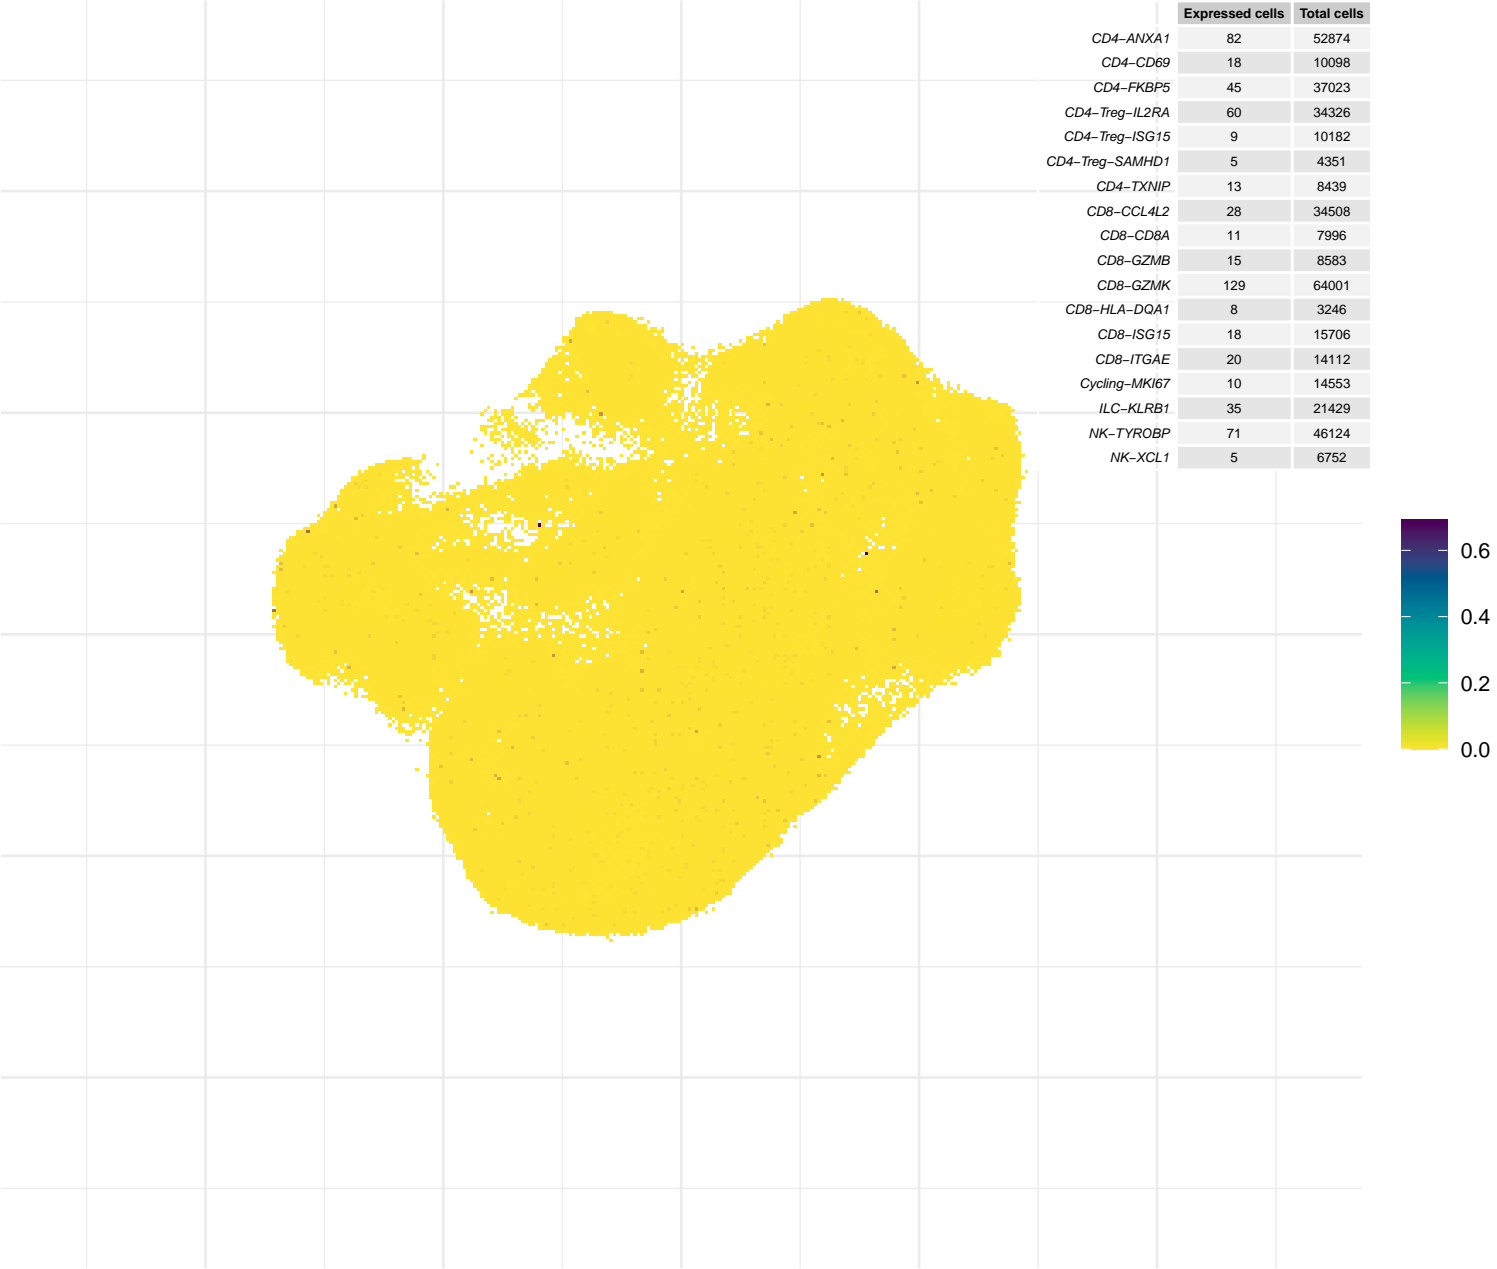 Expressed cells Total cells
CD4−ANXA1 82 52874
CD4−CD69 18 10098
CD4−FKBP5 45 37023
CD4−Treg−IL2RA 60 34326
CD4−Treg−ISG15 9 10182
CD4−Treg−SAMHD1 5 4351
CD4−TXNIP 13 8439
CD8−CCL4L2 28 34508
CD8−CD8A 11 7996
CD8−GZMB 15 8583
CD8−GZMK 129 64001
CD8−HLA−DQA1 8 3246
CD8−ISG15 18 15706
CD8−ITGAE 20 14112
Cycling−MKI67 10 14553
ILC−KLRB1 35 21429
NK−TYROBP 71 46124
NK−XCL1 5 6752
0.6
0.4
0.2
0.0